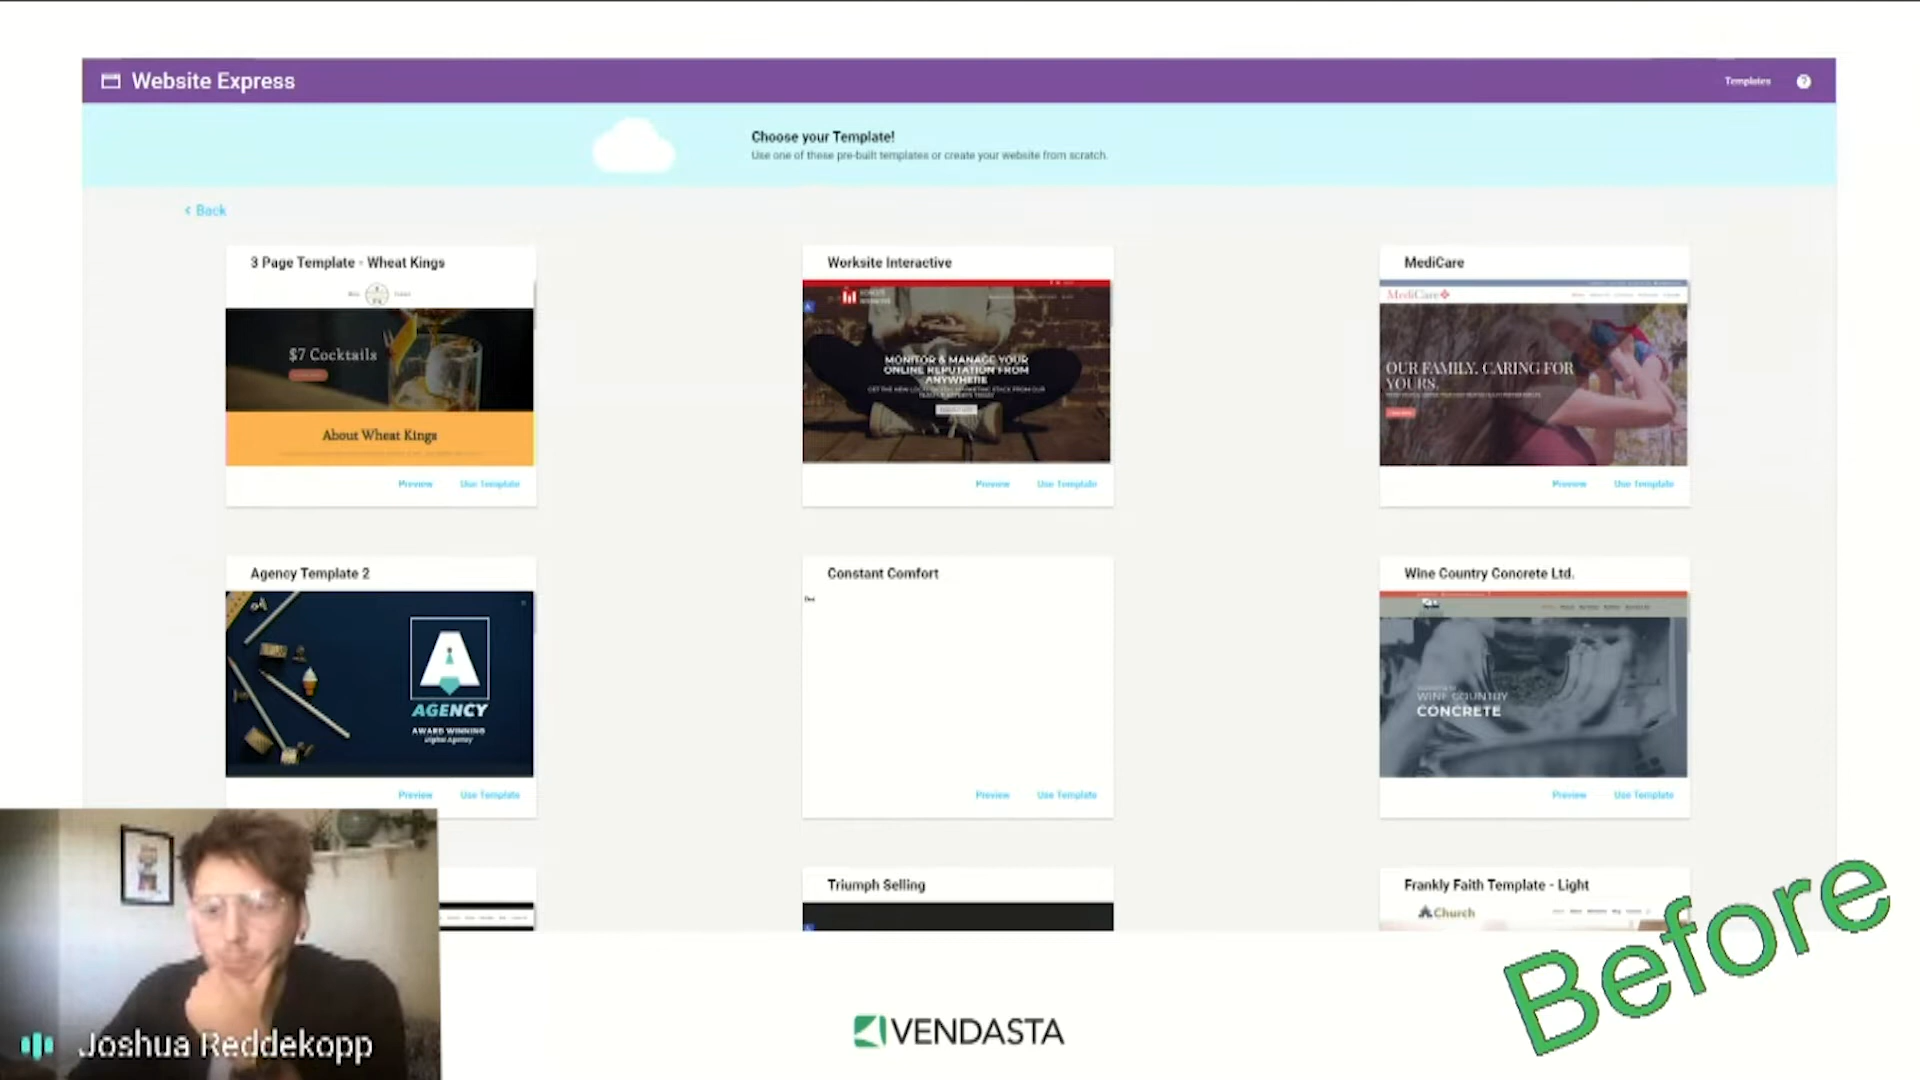 Website Express
Templates
?
Choose your Template!
Use one of these pre-built templates or create your website from scratch.
< Back
3 Page Template - Wheat Kings
$7 Cocktails
About Wheat Kings
Preview
Use Template
Worksite Interactive
MONITOR & MANAGE YOUR
ONLINE REPUTATION FROM
ANYWHERE
Preview
Use Template
MediCare
MediCare
OUR FAMILY. CARING FOR
YOURS.
Preview
Use Template
Agency Template 2
A
AGENCY
AWARD WINNING
Digital Agency
Preview
Use Template
Constant Comfort
Preview
Use Template
Wine Country Concrete Ltd.
WINE COUNTRY
CONCRETE
Preview
Use Template
Triumph Selling
Frankly Faith Template - Light
Church
Before
Joshua Reddekopp
VENDASTA